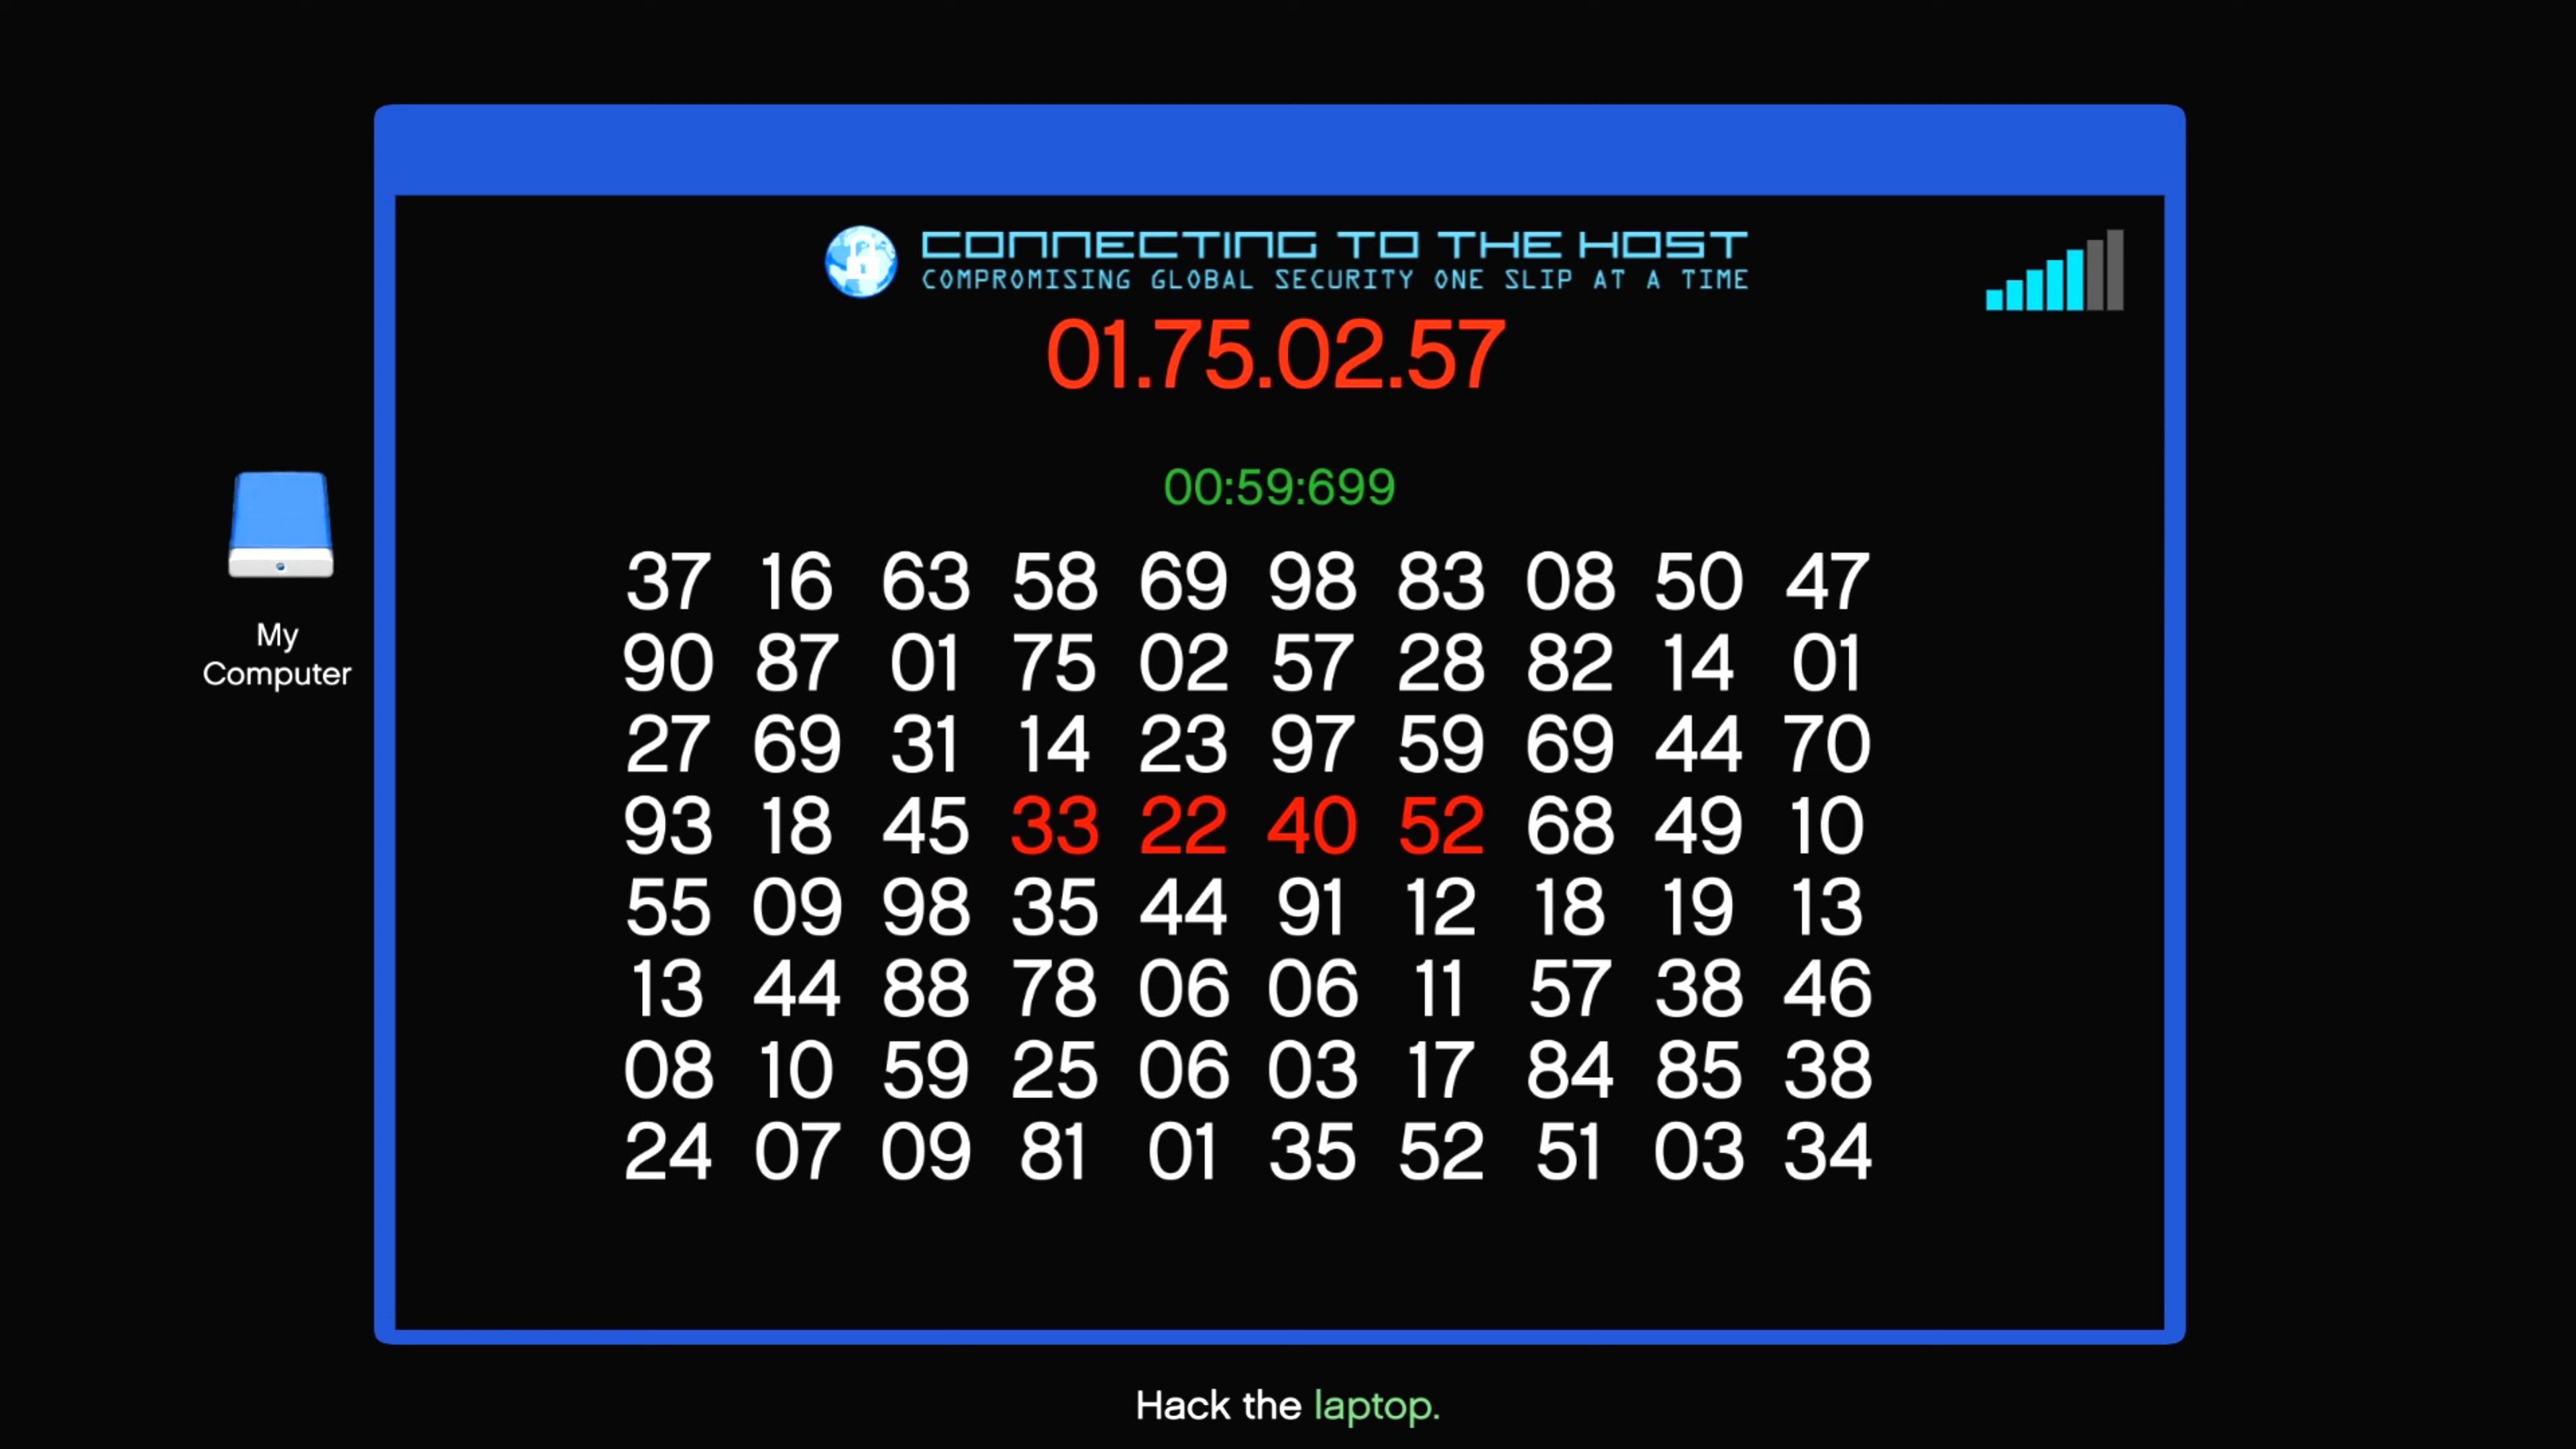 CONNECTING TO THE HOST
COMPROMISING GLOBAL SECURITY ONE SLIP AT A TIME
01.75.02.57
00:59:699
My
Computer
37 16 63 58 69 98 83 08 50 47
90 87 01 75 02 57 28 82 14 01
27 69 31 14 23 97 59 69 44 70
93 18 45 33 22 40 52 68 49 10
55 09 98 35 44 91 12 18 19 13
13 44 88 78 06 06 11 57 38 46
08 10 59 25 06 03 17 84 85 38
24 07 09 81 01 35 52 51 03 34
Hack the laptop.